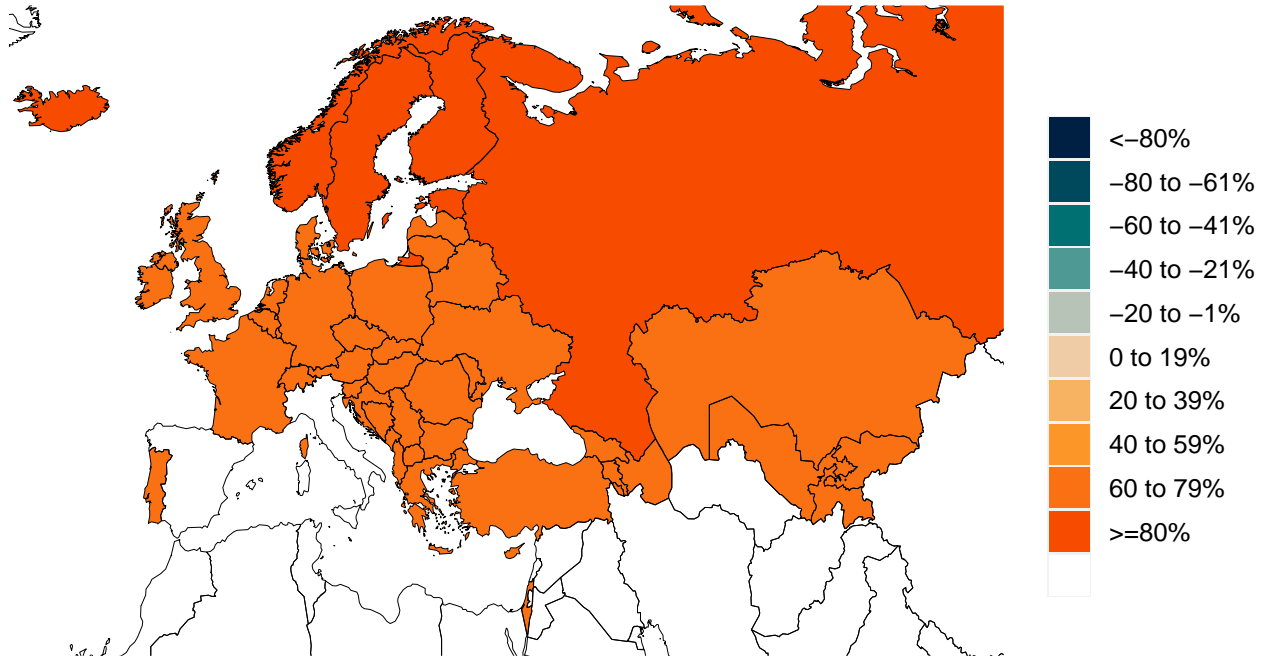 <−80%
−80 to −61%
−60 to −41%
−40 to −21%
−20 to −1%
0 to 19%
20 to 39%
40 to 59%
60 to 79%
>=80%